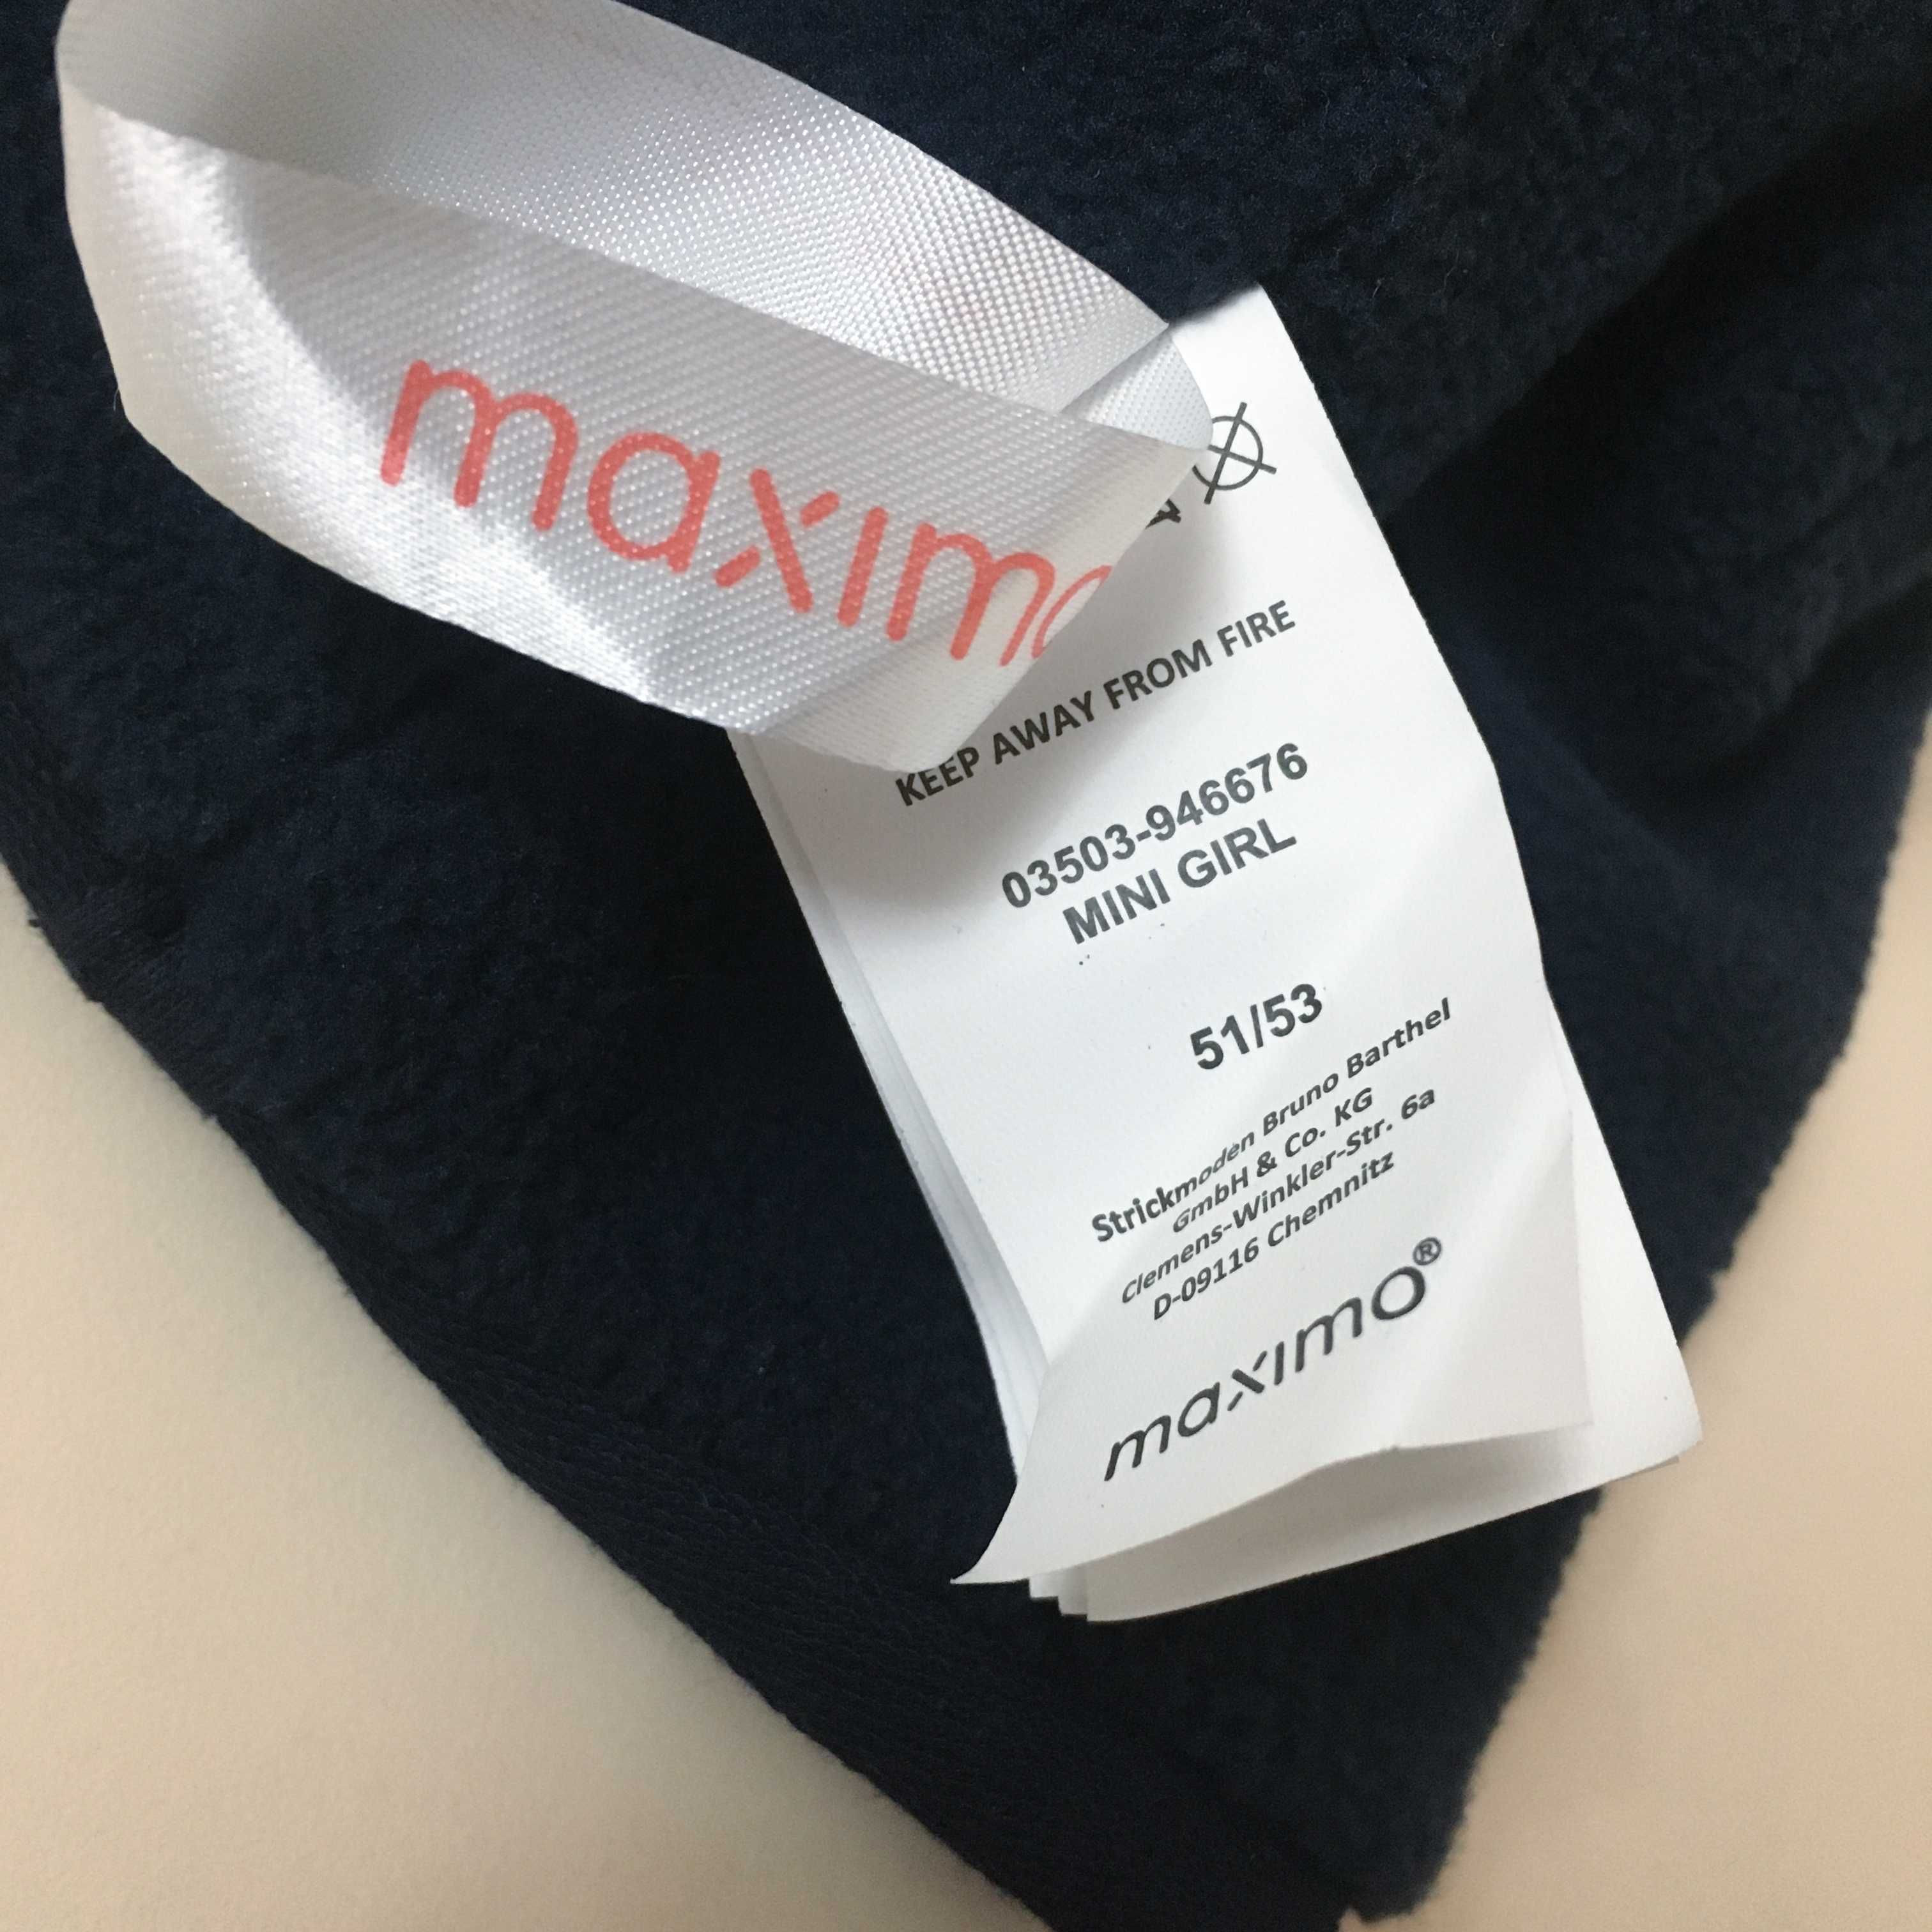 maximo
KEEP AWAY FROM FIRE
03503-946676
MINI GIRL
51/53
Strickmoden Bruno Barthel
GmbH & Co. KG
Clemens-Winkler-Str. 6a
D-09116 Chemnitz
maximo®